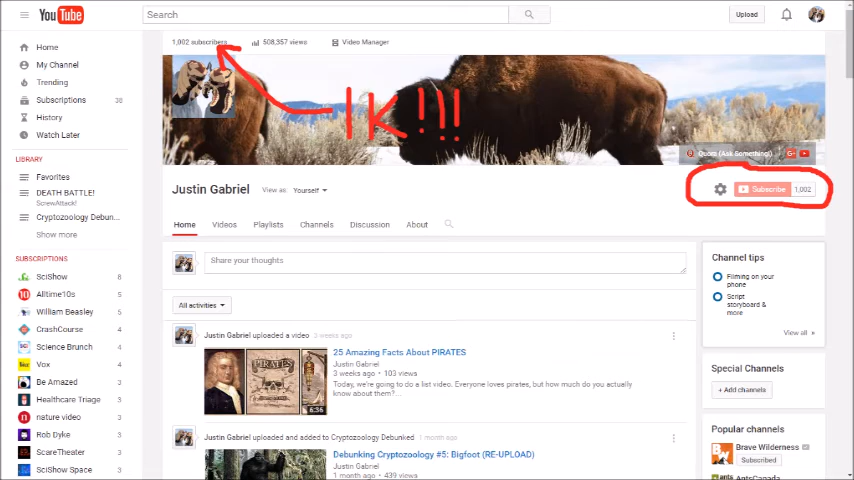 YouTube
Search
Upload
Home
My Channel
Trending
Subscriptions 38
History
Watch Later
LIBRARY
Favorites
DEATH BATTLE!
ScrewAttack!
Cryptozoology Debun...
Show more
SUBSCRIPTIONS
SciShow 8
Alltime10s 5
William Beasley 5
CrashCourse 4
Science Brunch 4
Vox 4
Be Amazed 3
Healthcare Triage 3
nature video 3
Rob Dyke 3
ScareTheater 3
SciShow Space 3
1,002 subscribers 508,357 views Video Manager
1K!!!
Quora (Ask Something!)
Justin Gabriel View as: Yourself
Subscribe 1,002
Home Videos Playlists Channels Discussion About
Share your thoughts
All activities
Justin Gabriel uploaded a video 3 weeks ago
PIRATES
6:36
25 Amazing Facts About PIRATES
Justin Gabriel
3 weeks ago • 103 views
Today, we're going to do a list video. Everyone loves pirates, but how much do you actually
know about them?...
Justin Gabriel uploaded and added to Cryptozoology Debunked 1 month ago
Debunking Cryptozoology #5: Bigfoot (RE-UPLOAD)
Justin Gabriel
1 month ago • 439 views
Channel tips
Filming on your
phone
Script
storyboard &
more
View all »
Special Channels
+ Add channels
Popular channels
Brave Wilderness
Subscribed
AntsCanada